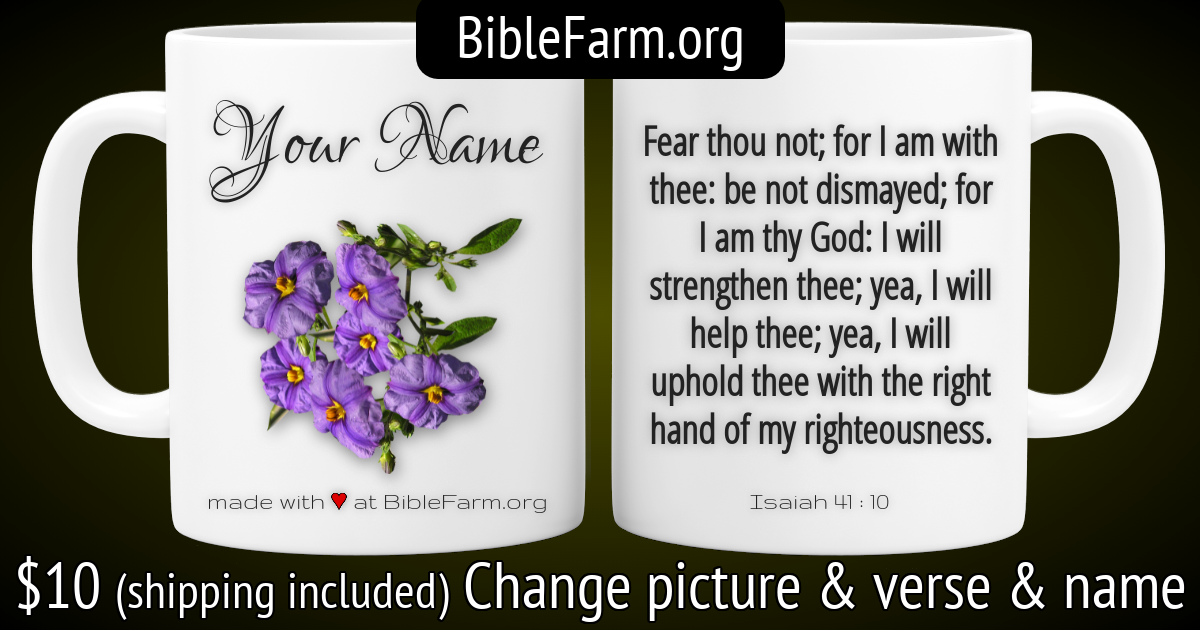 BibleFarm.org
Your Name
made with ♥ at BibleFarm.org
Fear thou not; for I am with
thee: be not dismayed; for
I am thy God: I will
strengthen thee; yea, I will
help thee; yea, I will
uphold thee with the right
hand of my righteousness.
Isaiah 41 : 10
$10 (shipping included) Change picture & verse & name